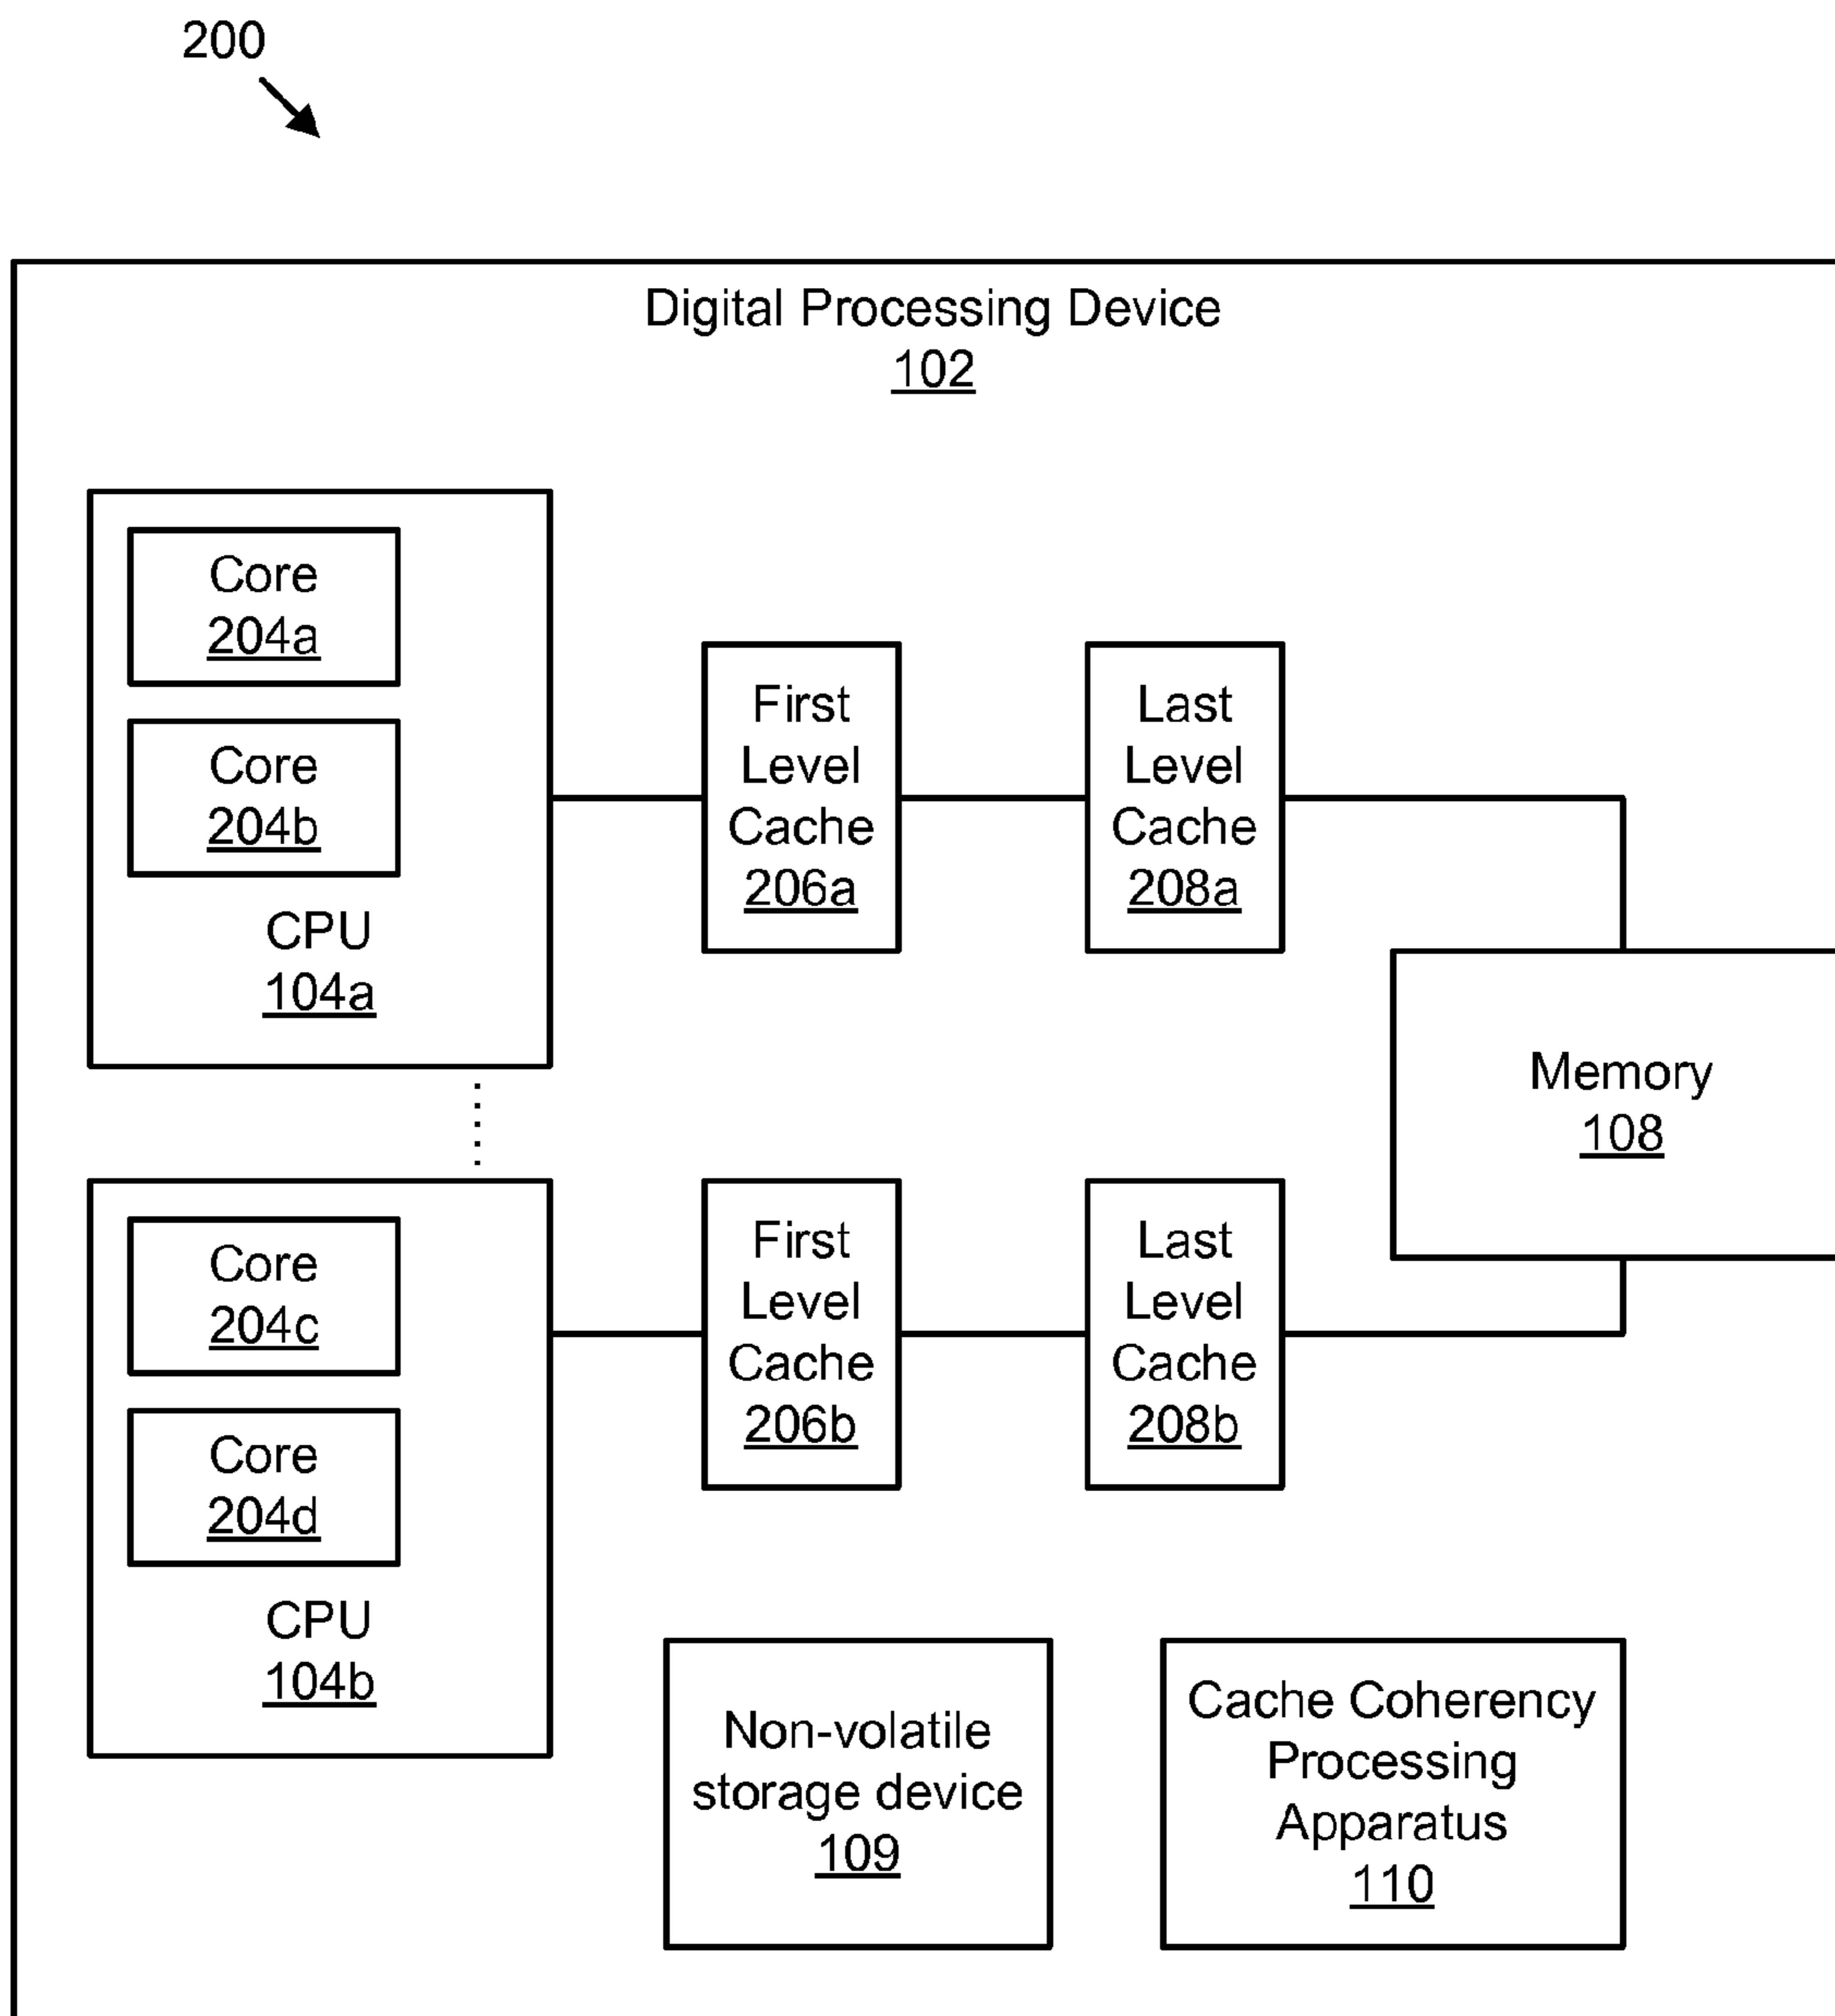 200
Digital Processing Device
102
Core
204a
Core
204b
CPU
104a
First
Level
Cache
206a
Last
Level
Cache
208a
Memory
108
Core
204c
Core
204d
CPU
104b
First
Level
Cache
206b
Last
Level
Cache
208b
Non-volatile
storage device
109
Cache Coherency
Processing
Apparatus
110